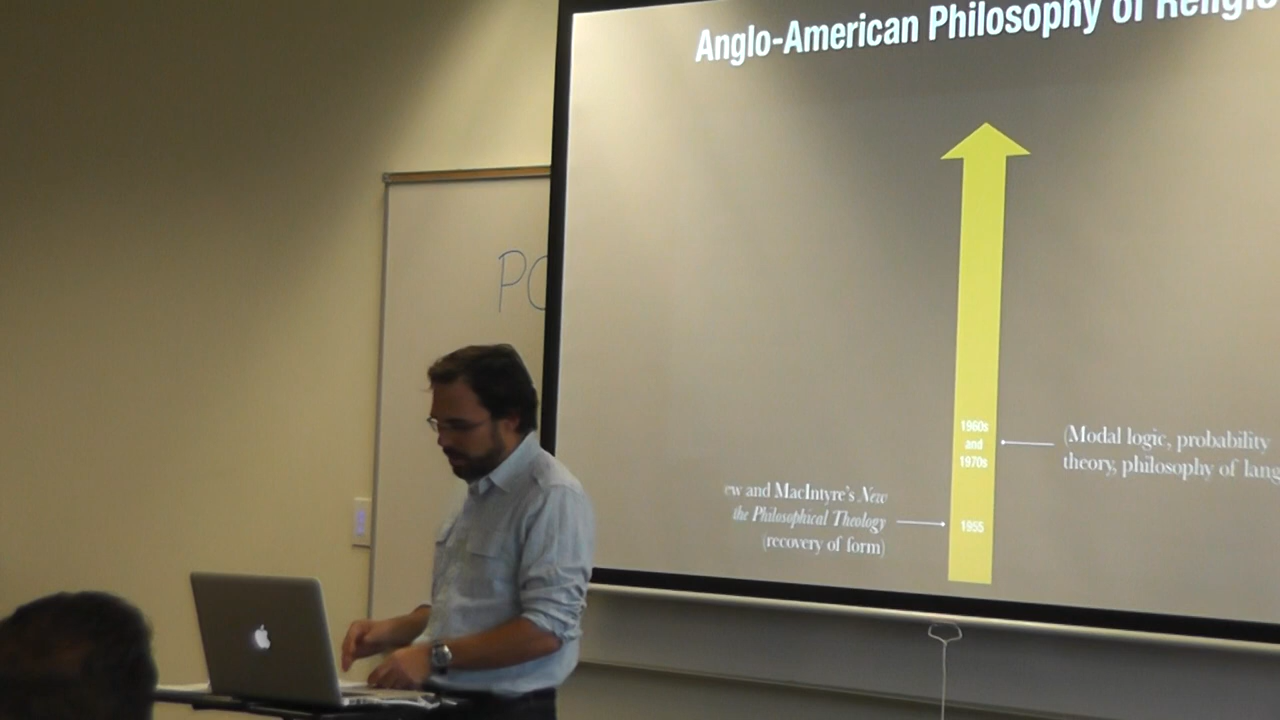 Anglo-American Philosophy of Religio
PO
1960s
and
1970s
(Modal logic, probability
theory, philosophy of lang
ew and MacIntyre's New
the Philosophical Theology
(recovery of form)
1955